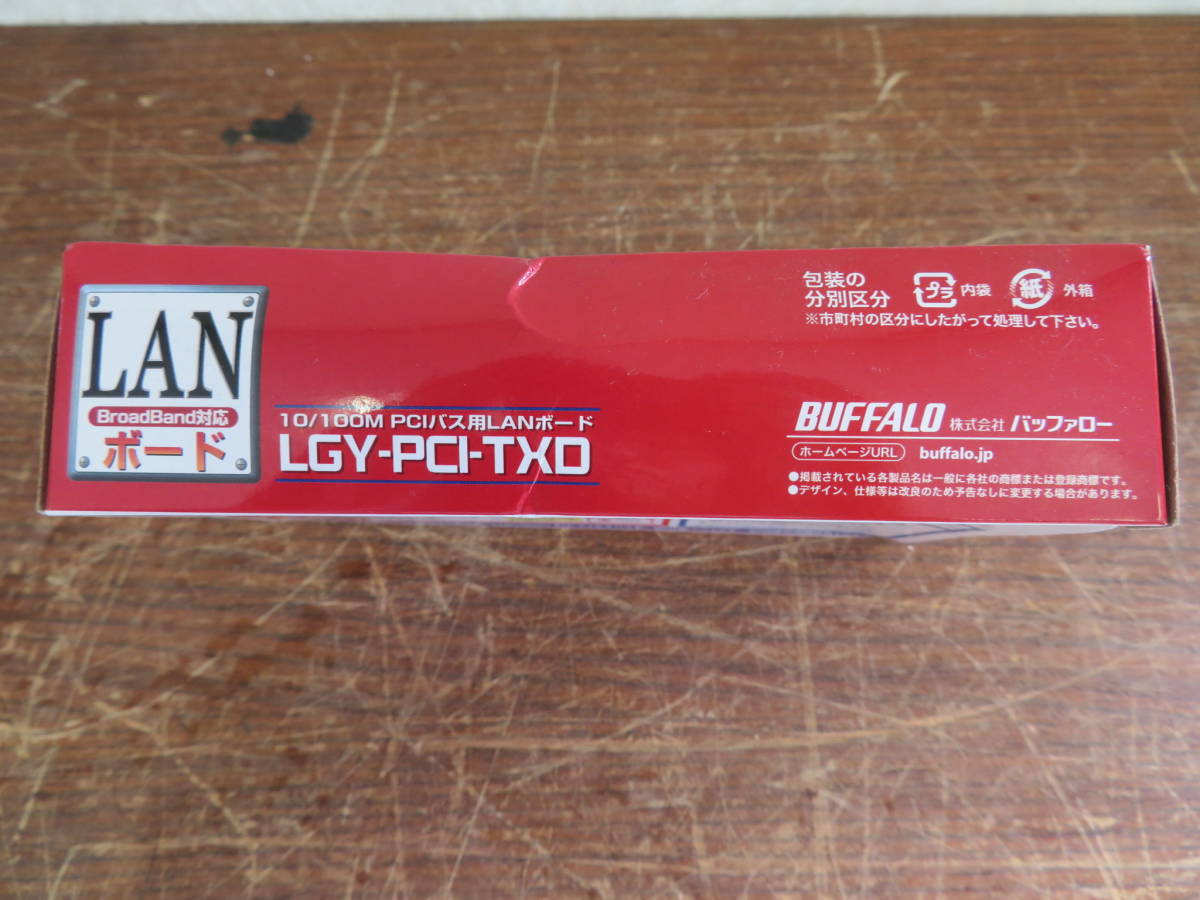 LAN
BroadBand対応
ボード
10/100M PCIバス用LANボード
LGY-PCI-TXD
包装の
分別区分
プラ 内袋 紙 外箱
※市町村の区分にしたがって処理して下さい。
BUFFALO 株式会社 バッファロー
ホームページURL buffalo.jp
●掲載されている各製品名は一般に各社の商標または登録商標です。
●デザイン、仕様等は改良のため予告なしに変更する場合があります。